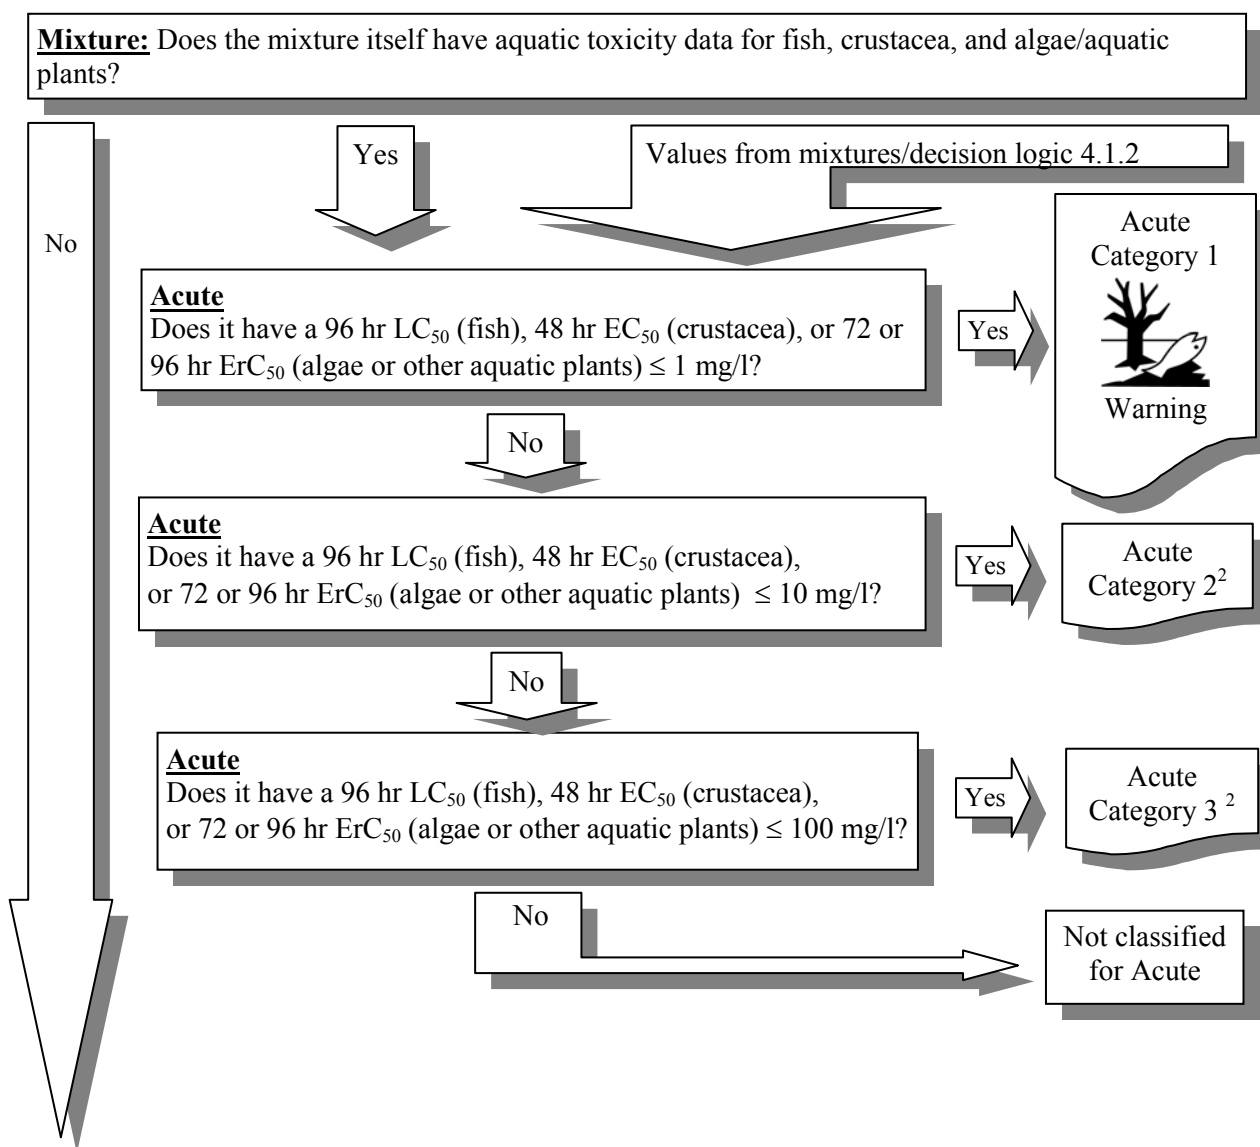 Mixture: Does the mixture itself have aquatic toxicity data for fish, crustacea, and algae/aquatic
plants?
Yes
Values from mixtures/decision logic 4.1.2
No
Acute
Category 1
Warning
Acute
Does it have a 96 hr LC50 (fish), 48 hr EC50 (crustacea), or 72 or
96 hr ErC50 (algae or other aquatic plants) ≤ 1 mg/l?
Yes
No
Acute
Does it have a 96 hr LC50 (fish), 48 hr EC50 (crustacea),
or 72 or 96 hr ErC50 (algae or other aquatic plants) ≤ 10 mg/l?
Yes
Acute
Category 2²
No
Acute
Does it have a 96 hr LC50 (fish), 48 hr EC50 (crustacea),
or 72 or 96 hr ErC50 (algae or other aquatic plants) ≤ 100 mg/l?
Yes
Acute
Category 3 ²
No
Not classified
for Acute